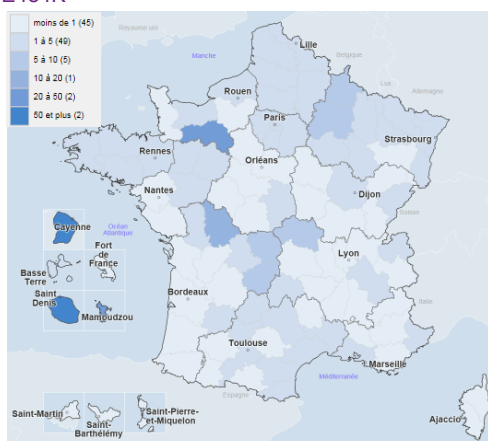 moins de 1 (45)
1 à 5 (49)
5 à 10 (5)
10 à 20 (1)
20 à 50 (2)
50 et plus (2)
Royaume uni
Manche
Lille
Belgique
Lux
Allemagne
Rouen
Paris
Strasbourg
Rennes
Orléans
Nantes
Dijon
Suisse
Cayenne
Océan
Atlantique
Fort
de
France
Basse
Terre
Saint
Denis
Mamoudzou
Lyon
Bordeaux
Italie
Toulouse
Marseille
Méditerranée
Espagne
Saint-Martin
Saint-
Barthélémy
Saint-Pierre-
et-Miquelon
Ajaccio